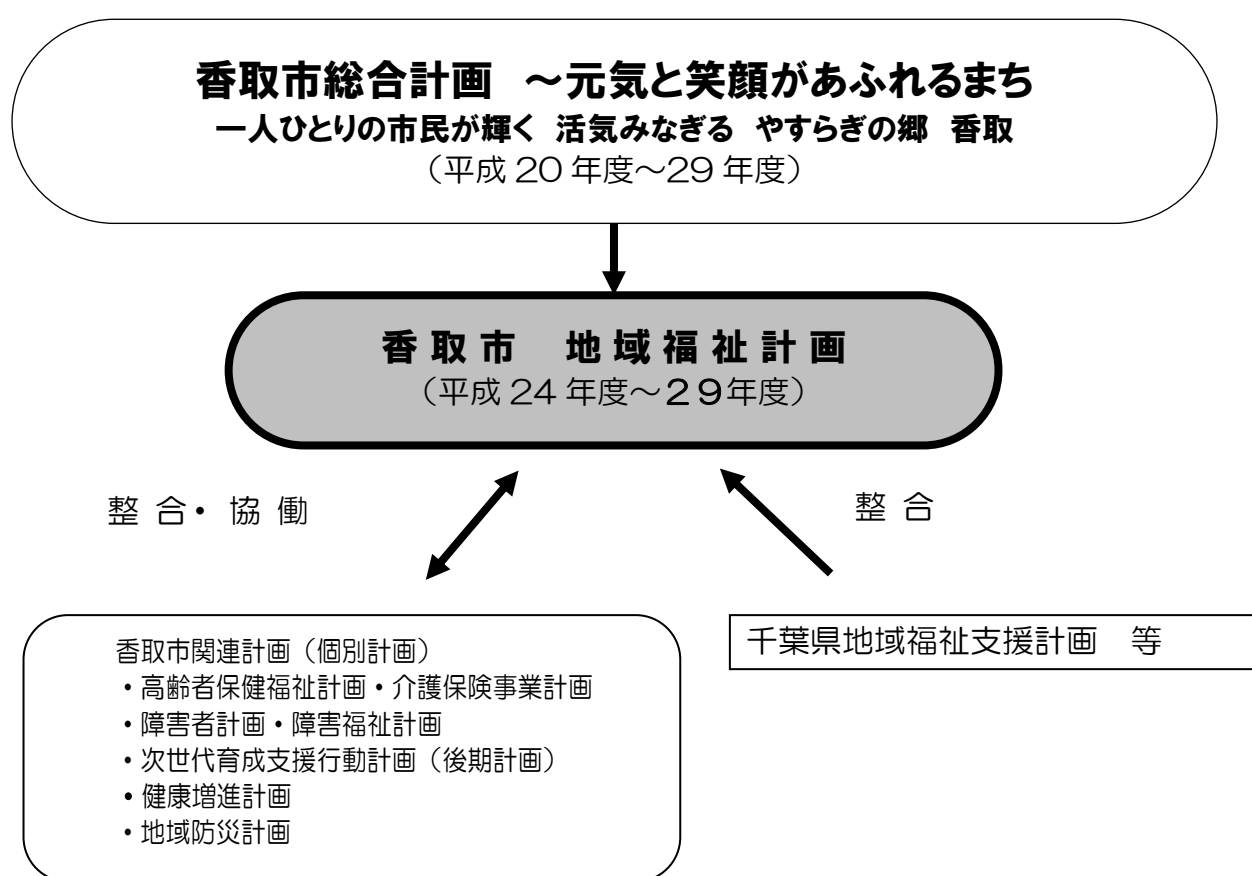 香取市総合計画 ～元気と笑顔があふれるまち
一人ひとりの市民が輝く 活気みなぎる やすらぎの郷 香取
（平成 20 年度～29 年度）
香 取 市 地 域 福 祉 計 画
（平成 24 年度～２９年度）
整 合・ 協 働
整 合
香取市関連計画（個別計画）
・高齢者保健福祉計画・介護保険事業計画
・障害者計画・障害福祉計画
・次世代育成支援行動計画（後期計画）
・健康増進計画
・地域防災計画
千葉県地域福祉支援計画 等